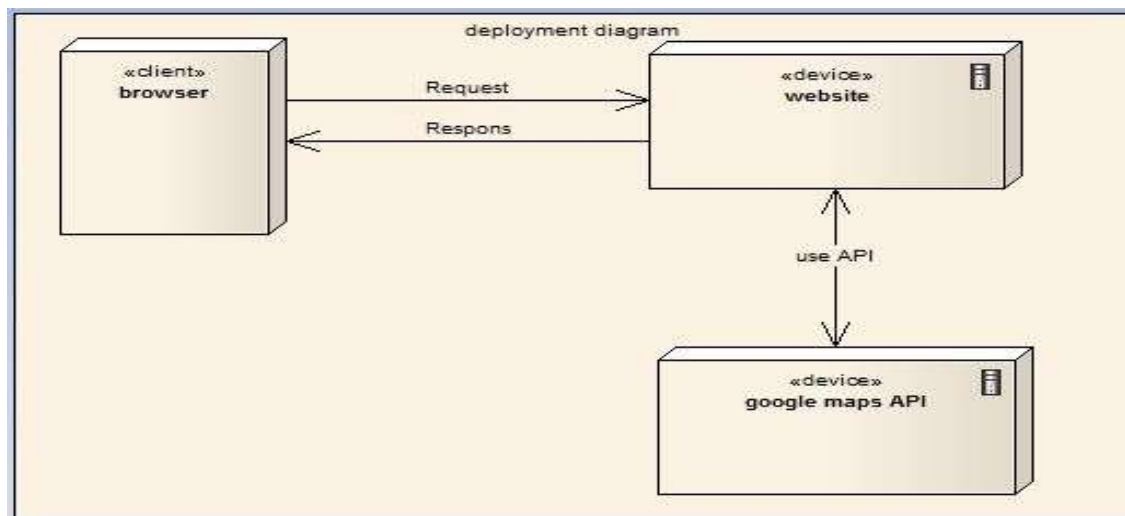 deployment diagram
«client»
browser
Request
Respons
«device»
website
use API
«device»
google maps API